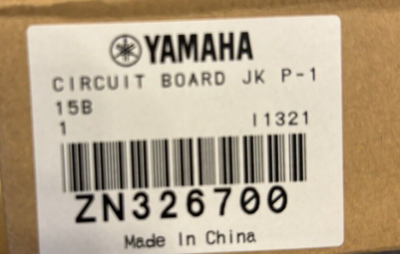 YAMAHA
CIRCUIT BOARD JK P-1
15B
1 I1321
ZN326700
Made In China